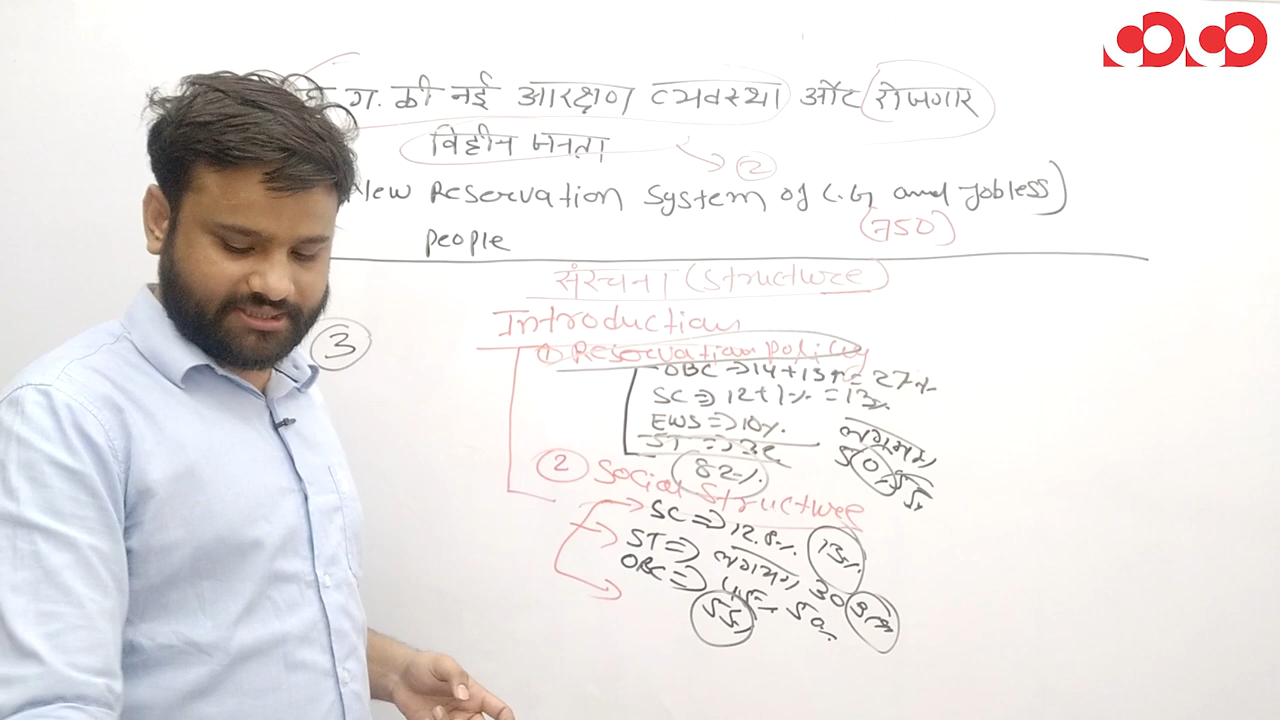 ग. की नई आरक्षण व्यवस्था और रोजगार
विहीन जनता
②
New Reservation System of C.G and Jobless
(750)
people
संरचना (Structure)
Introduction
③
① Reservation policy
OBC ⇒ 14 + 13% = 27%
SC ⇒ 12 + 1% = 13%
EWS ⇒ 10%
ST ⇒ 32
लगभग
82%
② Social Structure
SC ⇒ 12.8% 13%
ST ⇒ लगभग 30
OBC ⇒ 45%